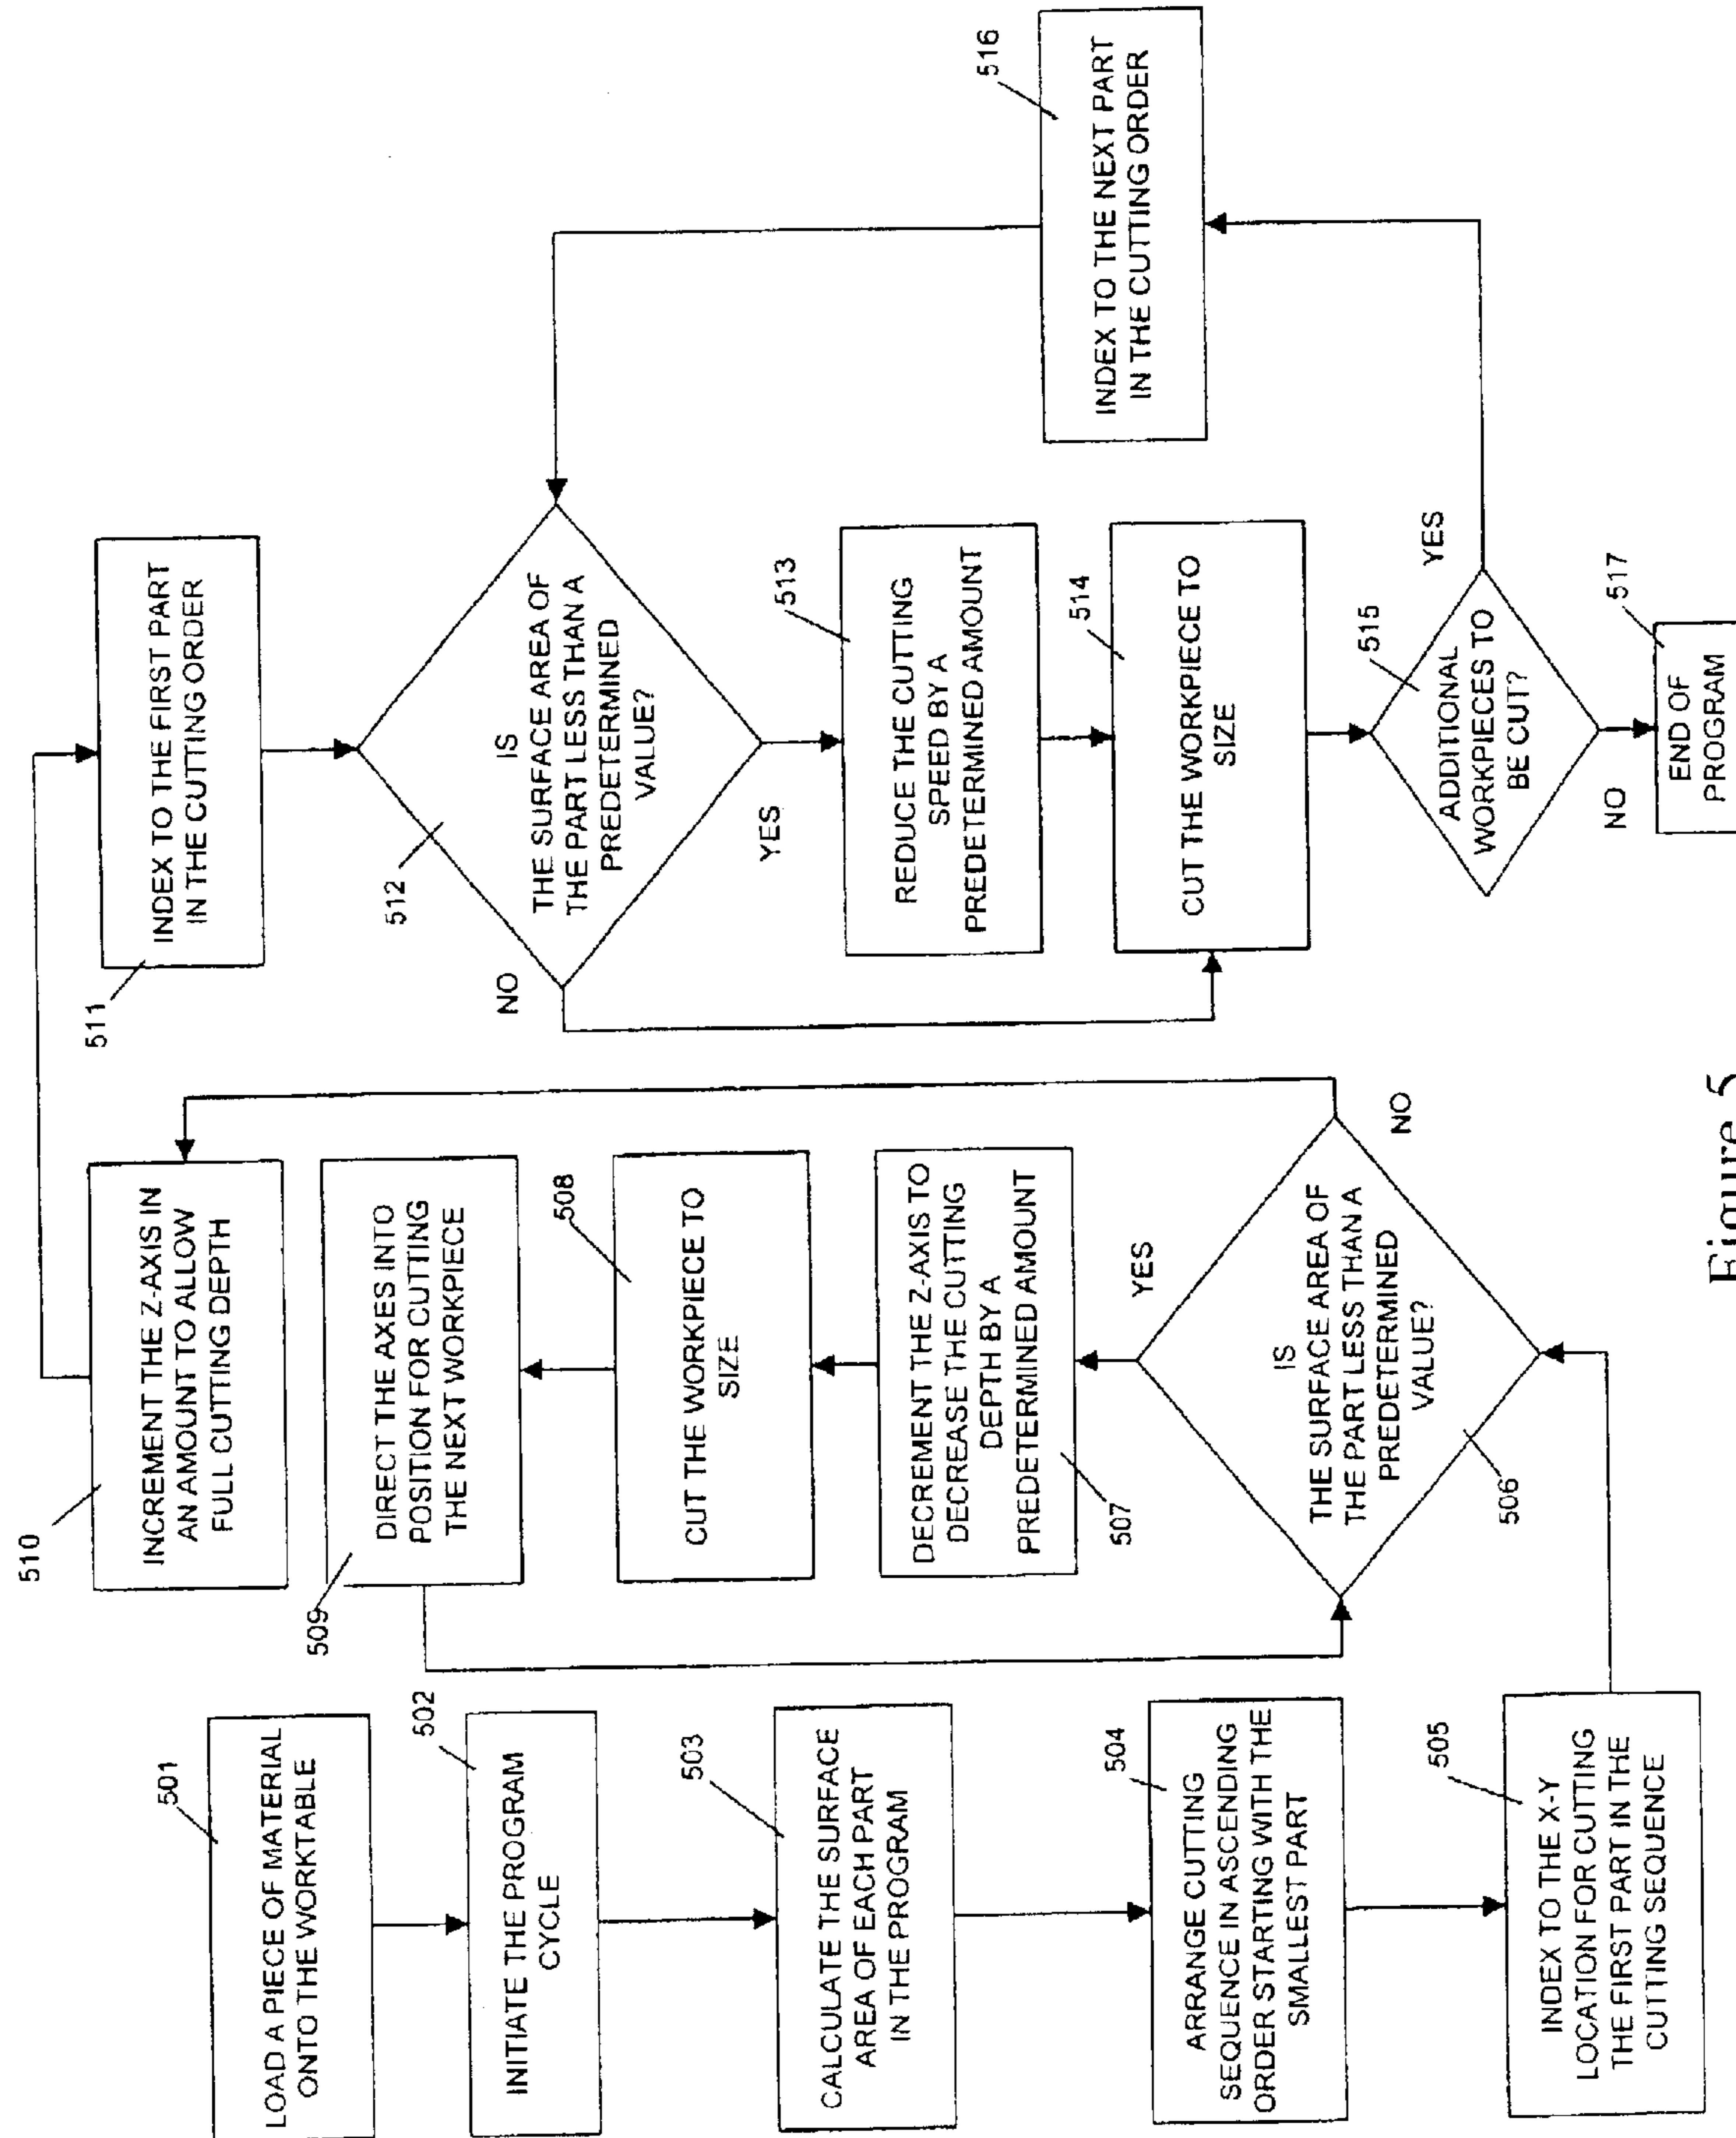 501
LOAD A PIECE OF MATERIAL
ONTO THE WORKTABLE
502
INITIATE THE PROGRAM
CYCLE
503
CALCULATE THE SURFACE
AREA OF EACH PART
IN THE PROGRAM
504
ARRANGE CUTTING
SEQUENCE IN ASCENDING
ORDER STARTING WITH THE
SMALLEST PART
505
INDEX TO THE X-Y
LOCATION FOR CUTTING
THE FIRST PART IN THE
CUTTING SEQUENCE
510
INCREMENT THE Z-AXIS IN
AN AMOUNT TO ALLOW
FULL CUTTING DEPTH
509
DIRECT THE AXES INTO
POSITION FOR CUTTING
THE NEXT WORKPIECE
508
CUT THE WORKPIECE TO
SIZE
DECREMENT THE Z-AXIS TO
DECREASE THE CUTTING
DEPTH BY A
PREDETERMINED AMOUNT
507
YES
NO
IS
THE SURFACE AREA OF
THE PART LESS THAN A
PREDETERMINED
VALUE?
506
511
INDEX TO THE FIRST PART
IN THE CUTTING ORDER
512
IS
THE SURFACE AREA OF
THE PART LESS THAN A
PREDETERMINED
VALUE?
NO
YES
513
REDUCE THE CUTTING
SPEED BY A
PREDETERMINED AMOUNT
514
CUT THE WORKPIECE TO
SIZE
515
ADDITIONAL
WORKPIECES TO
BE CUT?
YES
NO
517
END OF
PROGRAM
516
INDEX TO THE NEXT PART
IN THE CUTTING ORDER
Figure 5